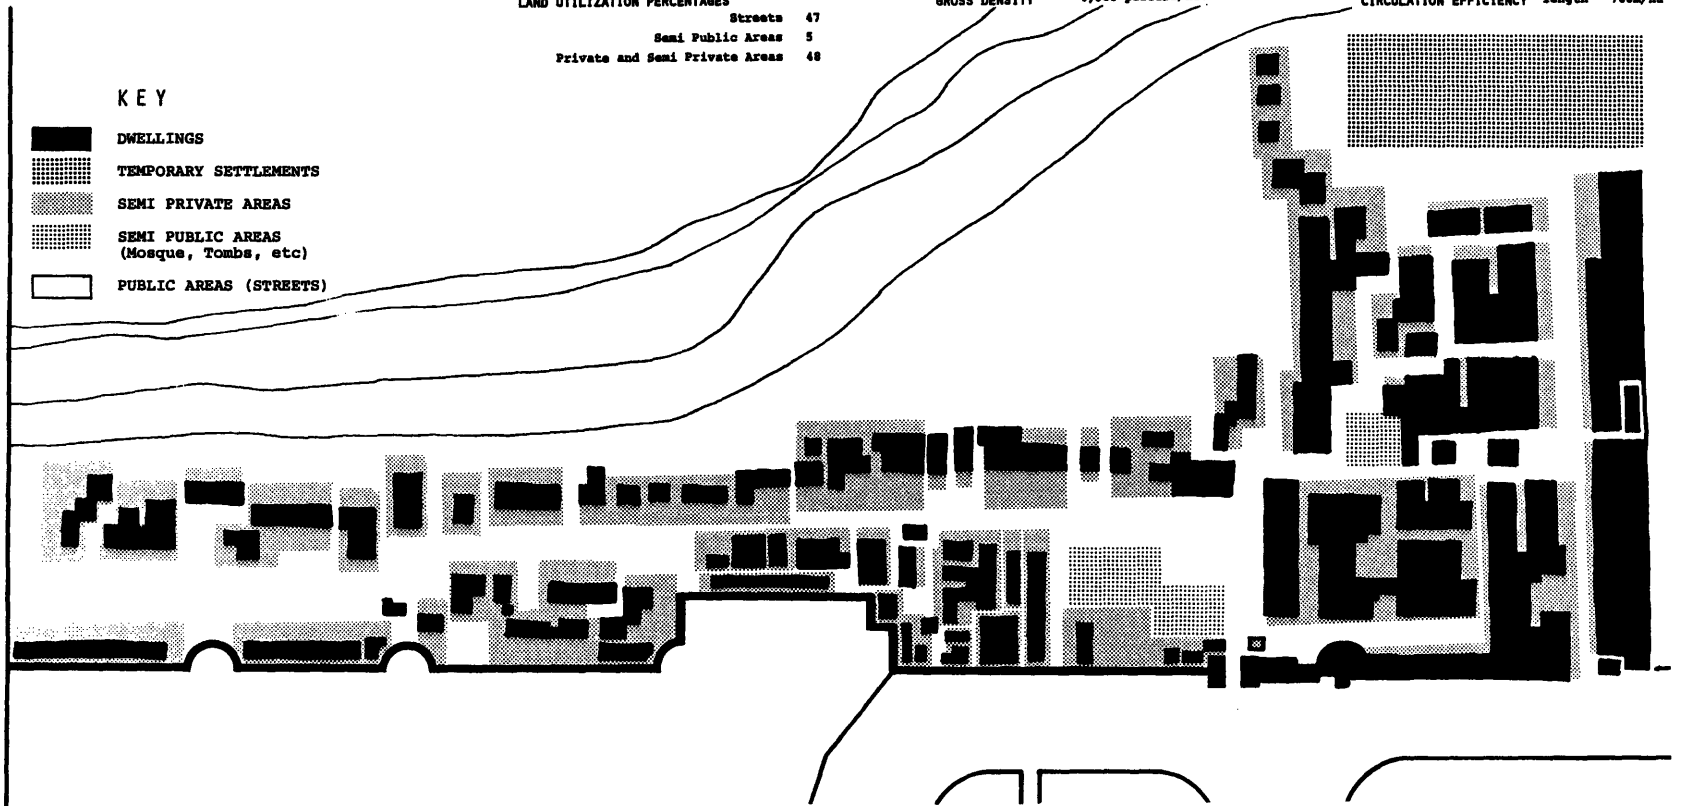 LAND UTILIZATION PERCENTAGES
Streets 47
Semi Public Areas 5
Private and Semi Private Areas 48
GROSS DENSITY
CIRCULATION EFFICIENCY length
KEY
DWELLINGS
TEMPORARY SETTLEMENTS
SEMI PRIVATE AREAS
SEMI PUBLIC AREAS
(Mosque, Tombs, etc)
PUBLIC AREAS (STREETS)